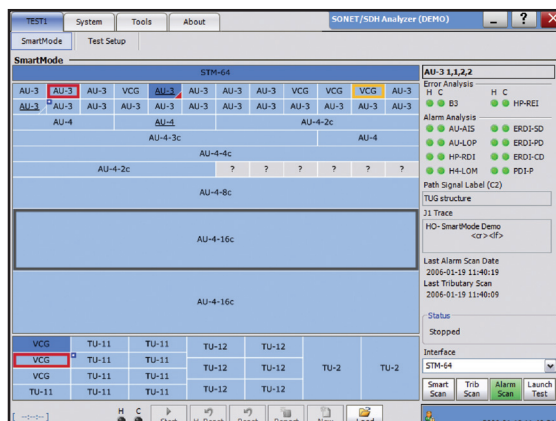 TEST1 System Tools About SONET/SDH Analyzer (DEMO) ?
SmartMode Test Setup
SmartMode
STM-64
AU-3 AU-3 AU-3 VCG AU-3 AU-3 AU-3 AU-3 VCG VCG VCG AU-3
AU-3 AU-3 AU-3 AU-3 AU-3 AU-3 AU-3 AU-3 AU-3 AU-3 AU-3 AU-3
AU-4 AU-4 AU-4-2c
AU-4-3c AU-4
AU-4-4c
AU-4-2c ? ? ? ? ? ?
AU-4-8c
AU-4-16c
AU-4-16c
VCG TU-11 TU-11 TU-12 TU-12 TU-2 TU-2
VCG TU-11 TU-11 TU-12 TU-12
VCG TU-11 TU-11 TU-12 TU-12
TU-11 TU-11 TU-11
AU-3 1,1,2,2
Error Analysis
H C H C
B3 HP-REI
Alarm Analysis
AU-AIS ERDI-SD
AU-LOP ERDI-PD
HP-RDI ERDI-CD
H4-LOM PDI-P
Path Signal Label (C2)
TUG structure
J1 Trace
HO- SmartMode Demo
<cr><lf>
Last Alarm Scan Date
2006-01-19 11:40:19
Last Tributary Scan
2006-01-19 11:40:09
Status
Stopped
Interface
STM-64
Smart Scan Trib Scan Alarm Scan Launch Test
[ --:--:-- ] H C